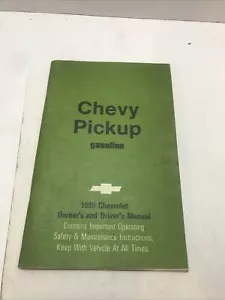 Chevy
Pickup
gasoline
Chevrolet
Owner's and Driver's Manual
Contains Important Operating
Safety & Maintenance Instructions.
Keep With Vehicle At All Times.